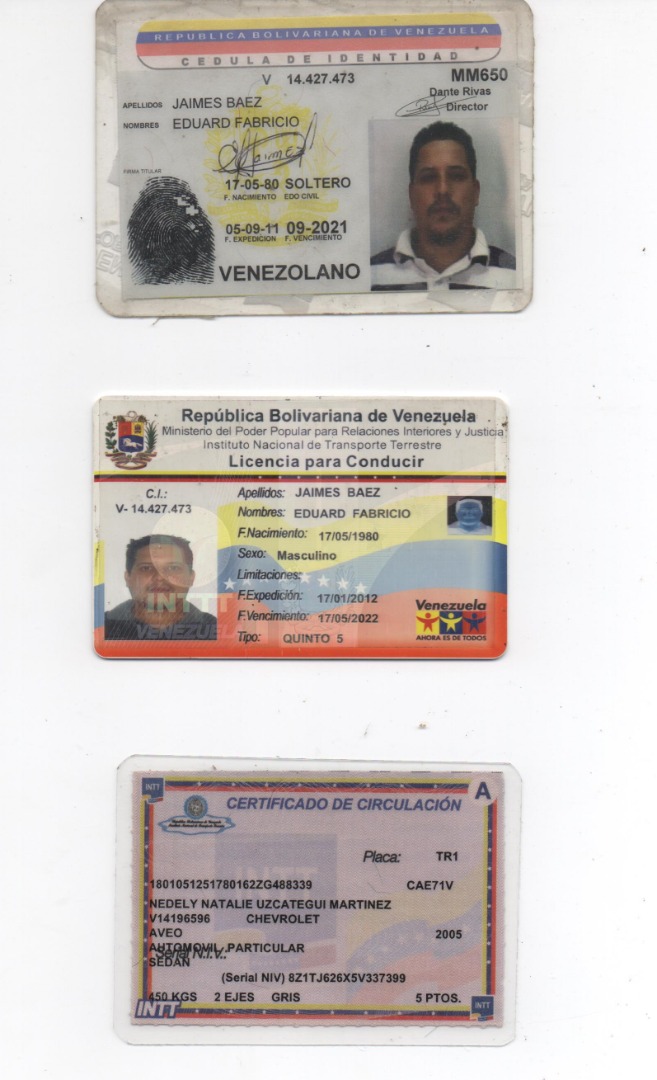 REPUBLICA BOLIVARIANA DE VENEZUELA
CEDULA DE IDENTIDAD
V 14.427.473 MM650
Dante Rivas
Director
APELLIDOS JAIMES BAEZ
NOMBRES EDUARD FABRICIO
FIRMA TITULAR
17-05-80 SOLTERO
F. NACIMIENTO EDO CIVIL
05-09-11 09-2021
F. EXPEDICION F. VENCIMIENTO
VENEZOLANO
República Bolivariana de Venezuela
Ministerio del Poder Popular para Relaciones Interiores y Justicia
Instituto Nacional de Transporte Terrestre
Licencia para Conducir
C.I.:
V- 14.427.473
Apellidos: JAIMES BAEZ
Nombres: EDUARD FABRICIO
F.Nacimiento: 17/05/1980
Sexo: Masculino
Limitaciones:
F.Expedición: 17/01/2012
F.Vencimiento: 17/05/2022
Tipo: QUINTO 5
INTTT
VENEZUELA
Venezuela
AHORA ES DE TODOS
INTT
CERTIFICADO DE CIRCULACIÓN
A
Placa: TR1
1801051251780162ZG488339 CAE71V
NEDELY NATALIE UZCATEGUI MARTINEZ
V14196596 CHEVROLET
AVEO 2005
AUTOMOVIL PARTICULAR
Serial N.I.V.:
SEDAN
(Serial NIV) 8Z1TJ626X5V337399
450 KGS 2 EJES GRIS 5 PTOS.
INTT
INTT